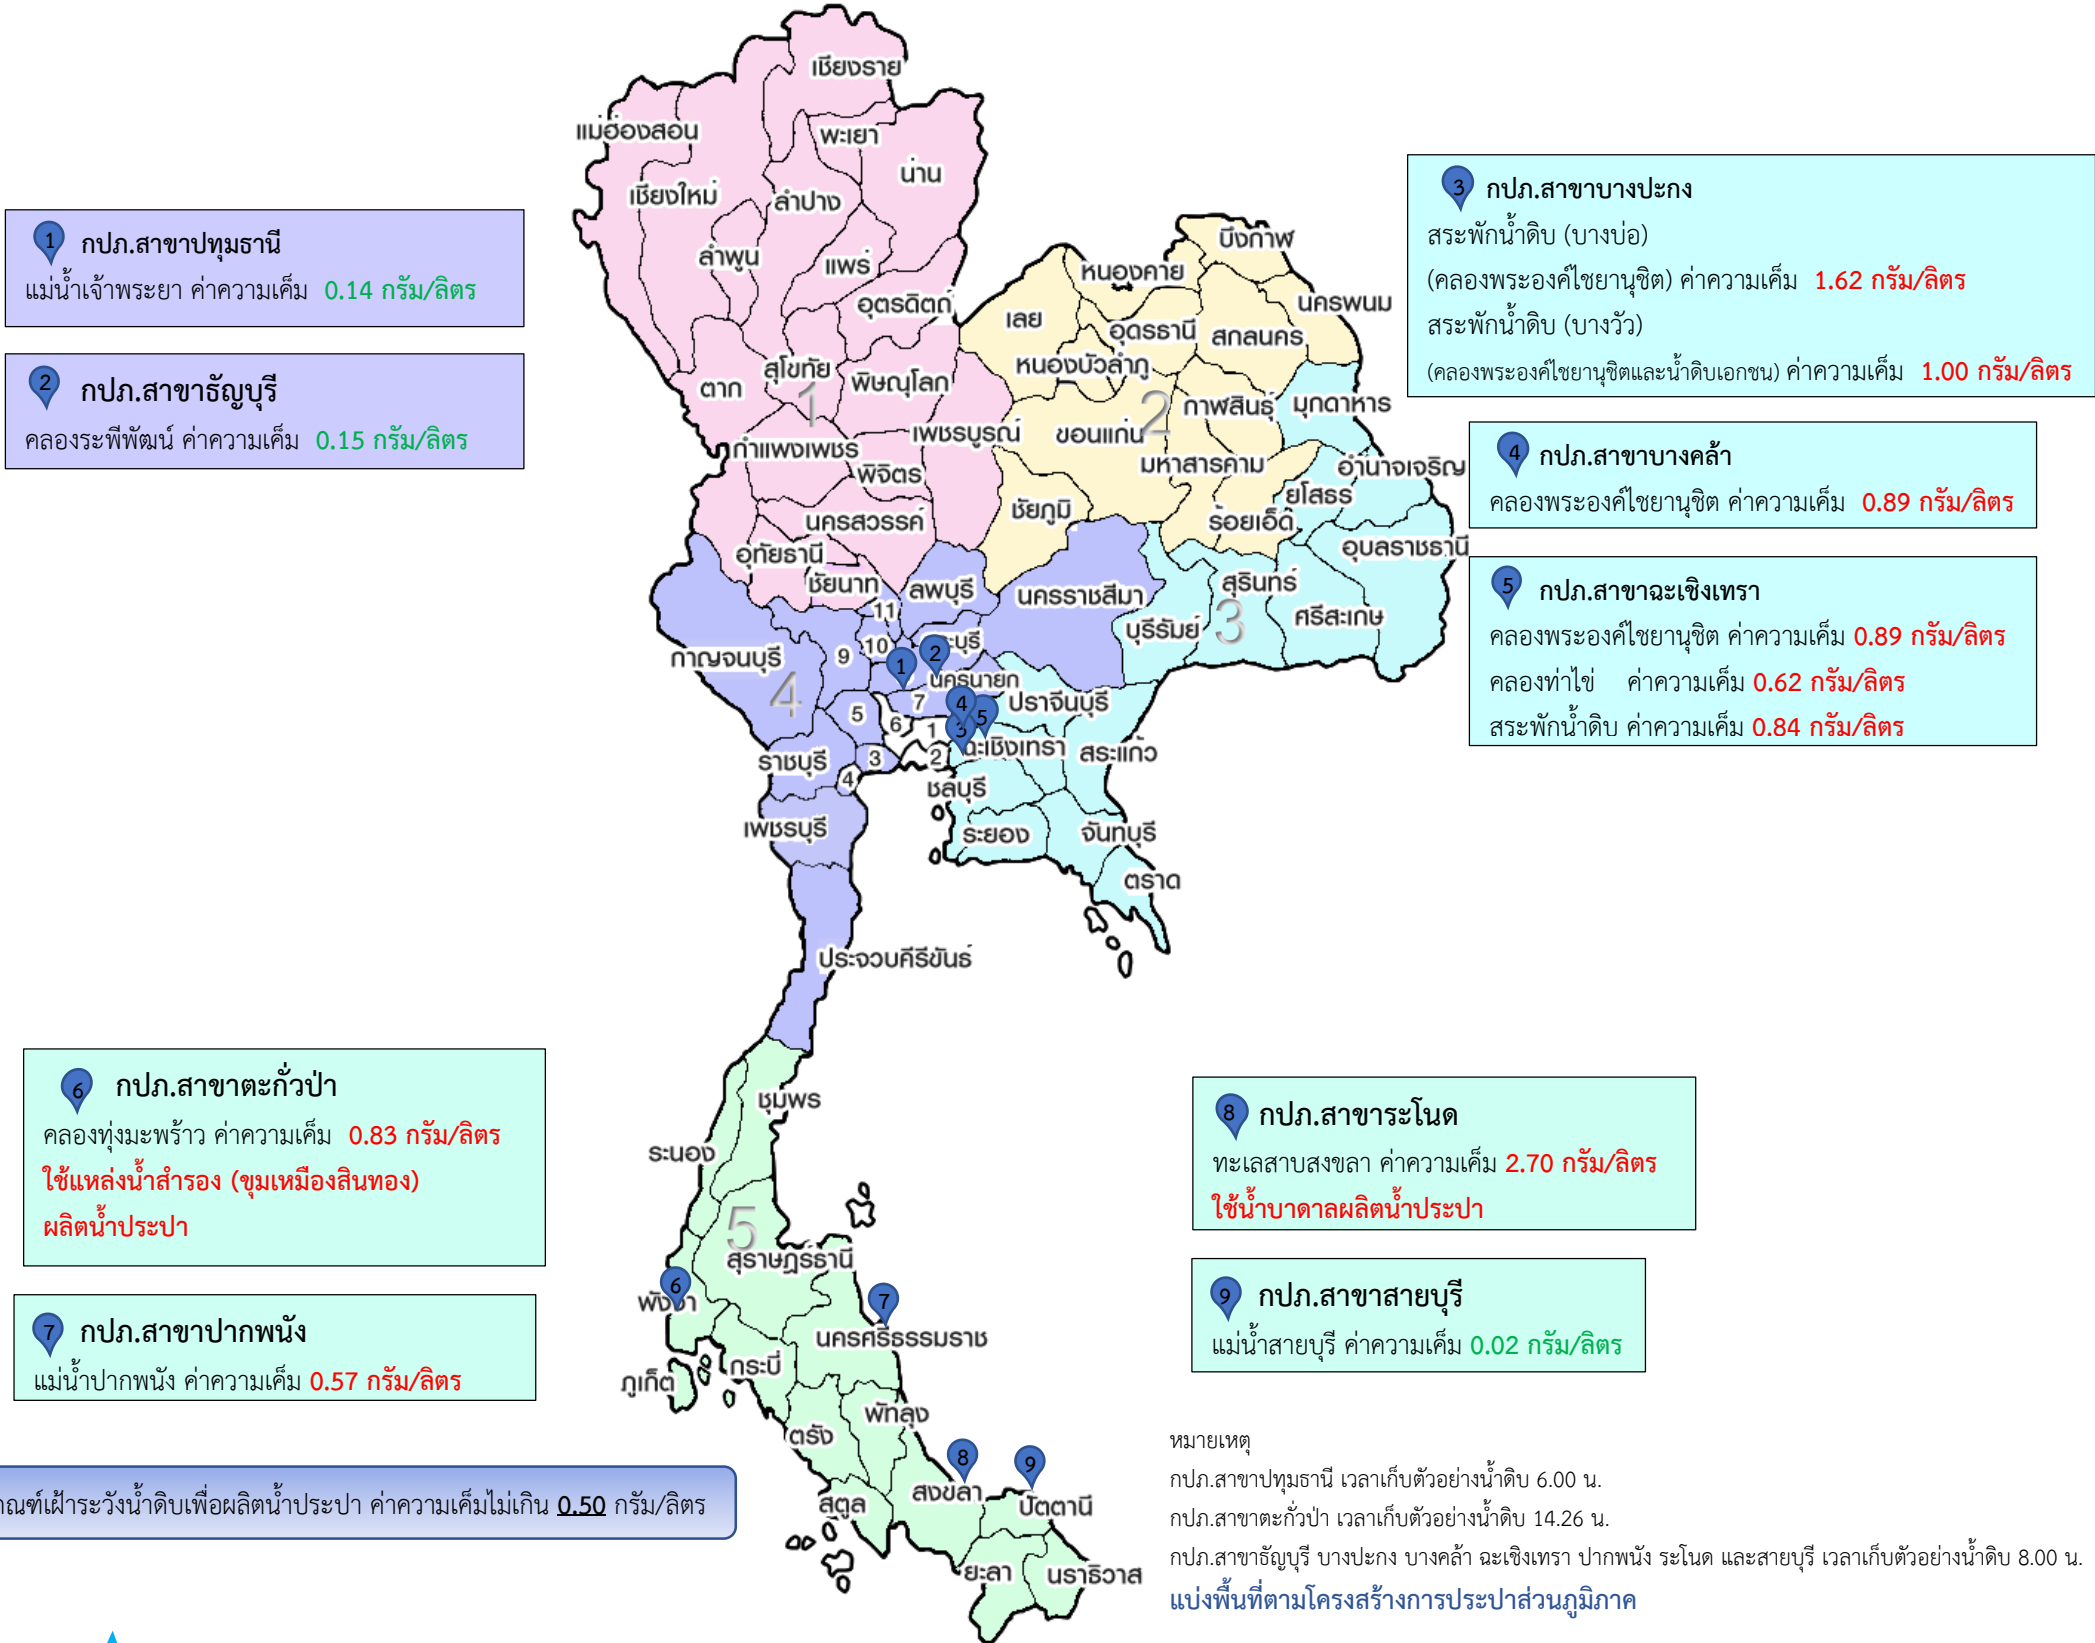 1 กปภ.สาขาปทุมธานี
แม่น้ำเจ้าพระยา ค่าความเค็ม 0.14 กรัม/ลิตร
2 กปภ.สาขาธัญบุรี
คลองระพีพัฒน์ ค่าความเค็ม 0.15 กรัม/ลิตร
3 กปภ.สาขาบางปะกง
สระพักน้ำดิบ (บางบ่อ)
(คลองพระองค์ไชยานุชิต) ค่าความเค็ม 1.62 กรัม/ลิตร
สระพักน้ำดิบ (บางวัว)
(คลองพระองค์ไชยานุชิตและน้ำดิบเอกชน) ค่าความเค็ม 1.00 กรัม/ลิตร
4 กปภ.สาขาบางคล้า
คลองพระองค์ไชยานุชิต ค่าความเค็ม 0.89 กรัม/ลิตร
5 กปภ.สาขาฉะเชิงเทรา
คลองพระองค์ไชยานุชิต ค่าความเค็ม 0.89 กรัม/ลิตร
คลองท่าไข่ ค่าความเค็ม 0.62 กรัม/ลิตร
สระพักน้ำดิบ ค่าความเค็ม 0.84 กรัม/ลิตร
เชียงราย
แม่ฮ่องสอน
พะเยา
น่าน
เชียงใหม่
ลำปาง
ลำพูน
แพร่
อุตรดิตถ์
สุโขทัย
ตาก
1
พิษณุโลก
กำแพงเพชร
เพชรบูรณ์
พิจิตร
นครสวรรค์
อุทัยธานี
ชัยนาท
บึงกาฬ
หนองคาย
นครพนม
เลย
อุดรธานี
สกลนคร
หนองบัวลำภู
2
กาฬสินธุ์
มุกดาหาร
ขอนแก่น
มหาสารคาม
อำนาจเจริญ
ยโสธร
ชัยภูมิ
ร้อยเอ็ด
อุบลราชธานี
ลพบุรี
นครราชสีมา
สุรินทร์
บุรีรัมย์
3
ศรีสะเกษ
11
10
9
ะบุรี
1
2
กาญจนบุรี
4
นครนายก
7
4
5
3
ปราจีนบุรี
5
6
1
ฉะเชิงเทรา
สระแก้ว
ราชบุรี
3
2
4
ชลบุรี
เพชรบุรี
ระยอง
จันทบุรี
ตราด
ประจวบคีรีขันธ์
ชุมพร
ระนอง
5
สุราษฎร์ธานี
6
พังงา
7
นครศรีธรรมราช
กระบี่
ภูเก็ต
พัทลุง
ตรัง
8
9
สงขลา
สตูล
ปัตตานี
ยะลา
นราธิวาส
6 กปภ.สาขาตะกั่วป่า
คลองทุ่งมะพร้าว ค่าความเค็ม 0.83 กรัม/ลิตร
ใช้แหล่งน้ำสำรอง (ขุมเหมืองสินทอง)
ผลิตน้ำประปา
7 กปภ.สาขาปากพนัง
แม่น้ำปากพนัง ค่าความเค็ม 0.57 กรัม/ลิตร
8 กปภ.สาขาระโนด
ทะเลสาบสงขลา ค่าความเค็ม 2.70 กรัม/ลิตร
ใช้น้ำบาดาลผลิตน้ำประปา
9 กปภ.สาขาสายบุรี
แม่น้ำสายบุรี ค่าความเค็ม 0.02 กรัม/ลิตร
ณฑ์เฝ้าระวังน้ำดิบเพื่อผลิตน้ำประปา ค่าความเค็มไม่เกิน 0.50 กรัม/ลิตร
หมายเหตุ
กปภ.สาขาปทุมธานี เวลาเก็บตัวอย่างน้ำดิบ 6.00 น.
กปภ.สาขาตะกั่วป่า เวลาเก็บตัวอย่างน้ำดิบ 14.26 น.
กปภ.สาขาธัญบุรี บางปะกง บางคล้า ฉะเชิงเทรา ปากพนัง ระโนด และสายบุรี เวลาเก็บตัวอย่างน้ำดิบ 8.00 น.
แบ่งพื้นที่ตามโครงสร้างการประปาส่วนภูมิภาค